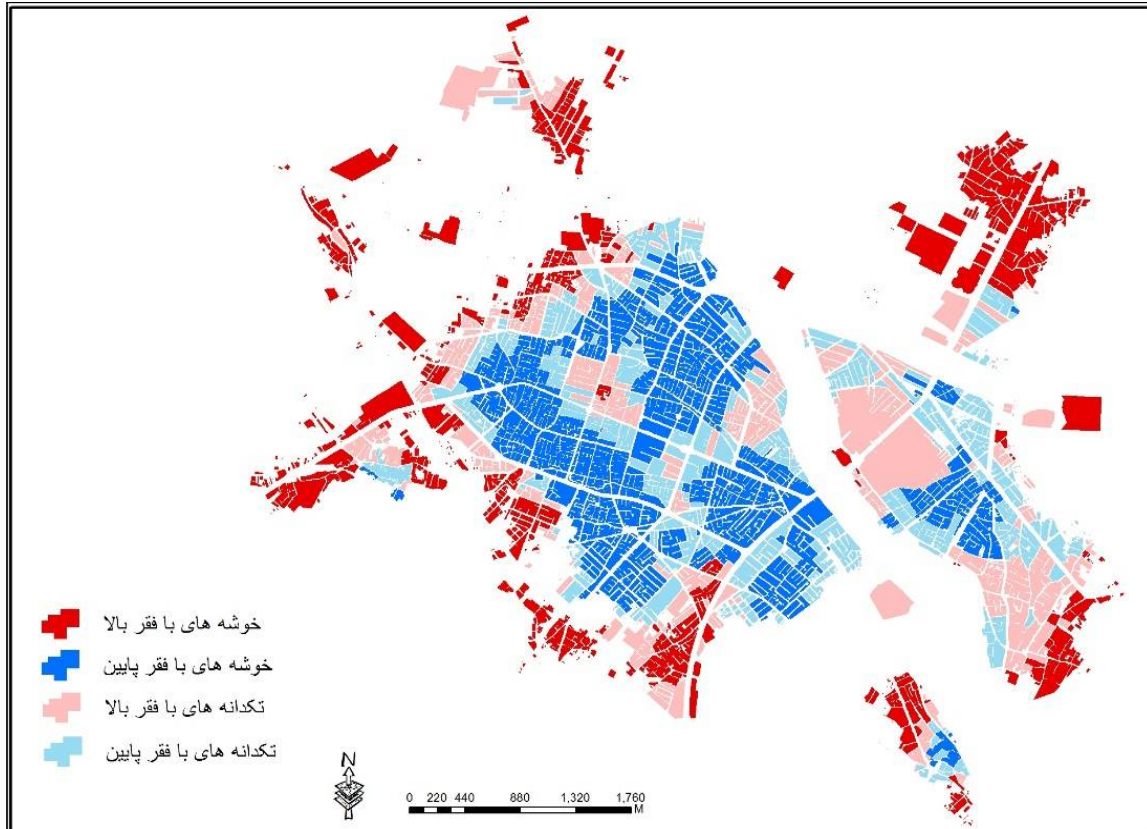 خوشه های با فقر بالا
خوشه های با فقر پایین
تکدانه های با فقر بالا
تکدانه های با فقر پایین
N
0 220 440 880 1,320 1,760
M